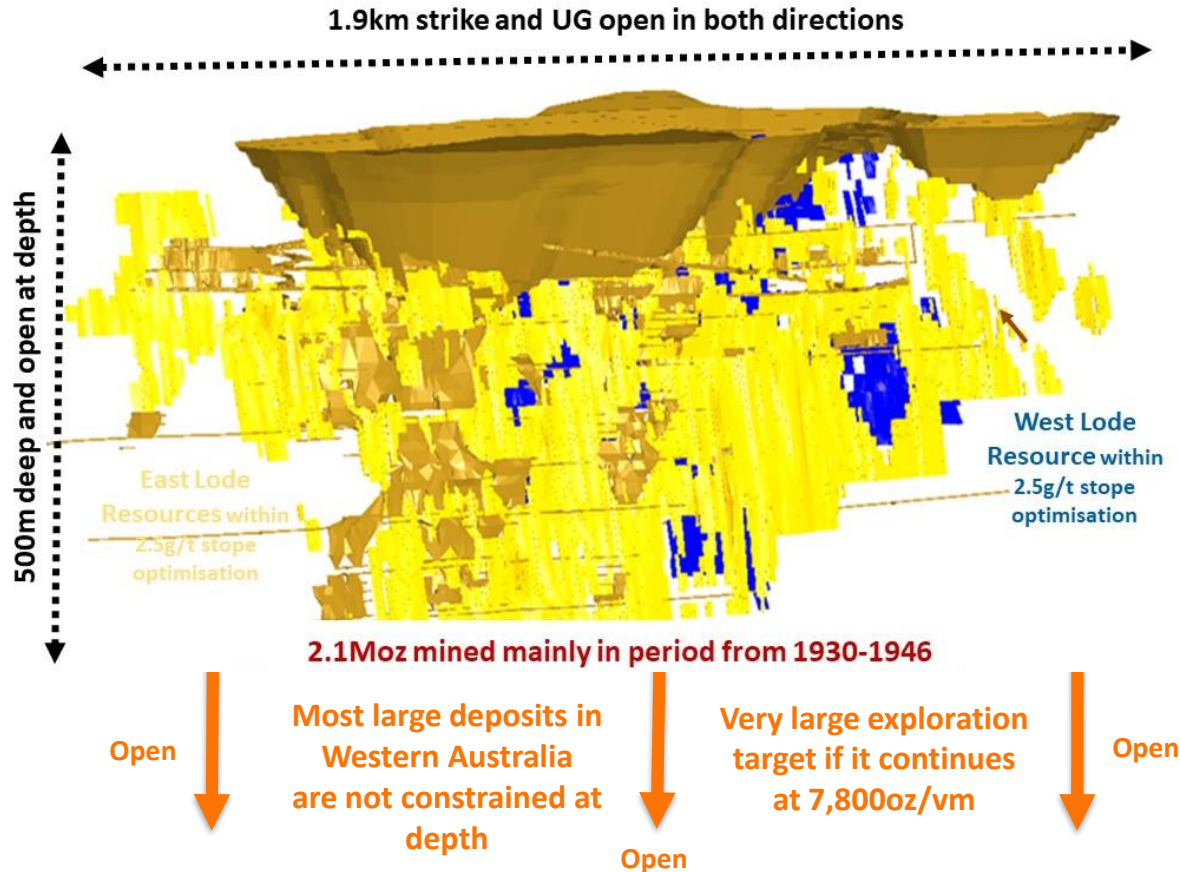 1.9km strike and UG open in both directions
500m deep and open at depth
East Lode
Resources within
2.5g/t stope
optimisation
West Lode
Resource within
2.5g/t stope
optimisation
2.1Moz mined mainly in period from 1930-1946
Open
Most large deposits in
Western Australia
are not constrained at
depth
Open
Very large exploration
target if it continues
at 7,800oz/vm
Open